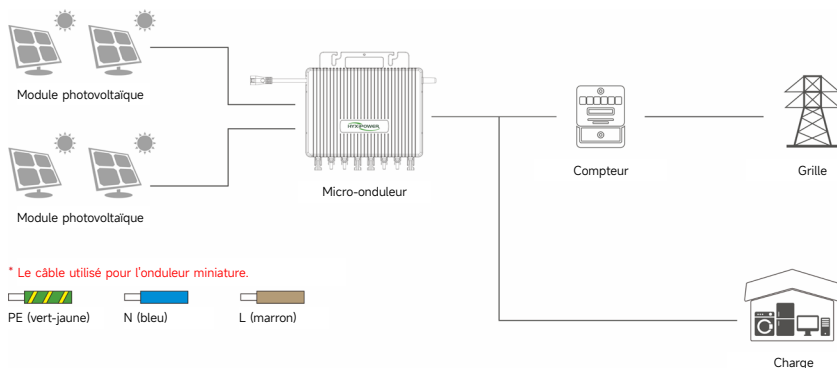 Module photovoltaïque
HYXIPOWER
Micro-onduleur
Compteur
Grille
Module photovoltaïque
* Le câble utilisé pour l'onduleur miniature.
PE (vert-jaune)
N (bleu)
L (marron)
Charge